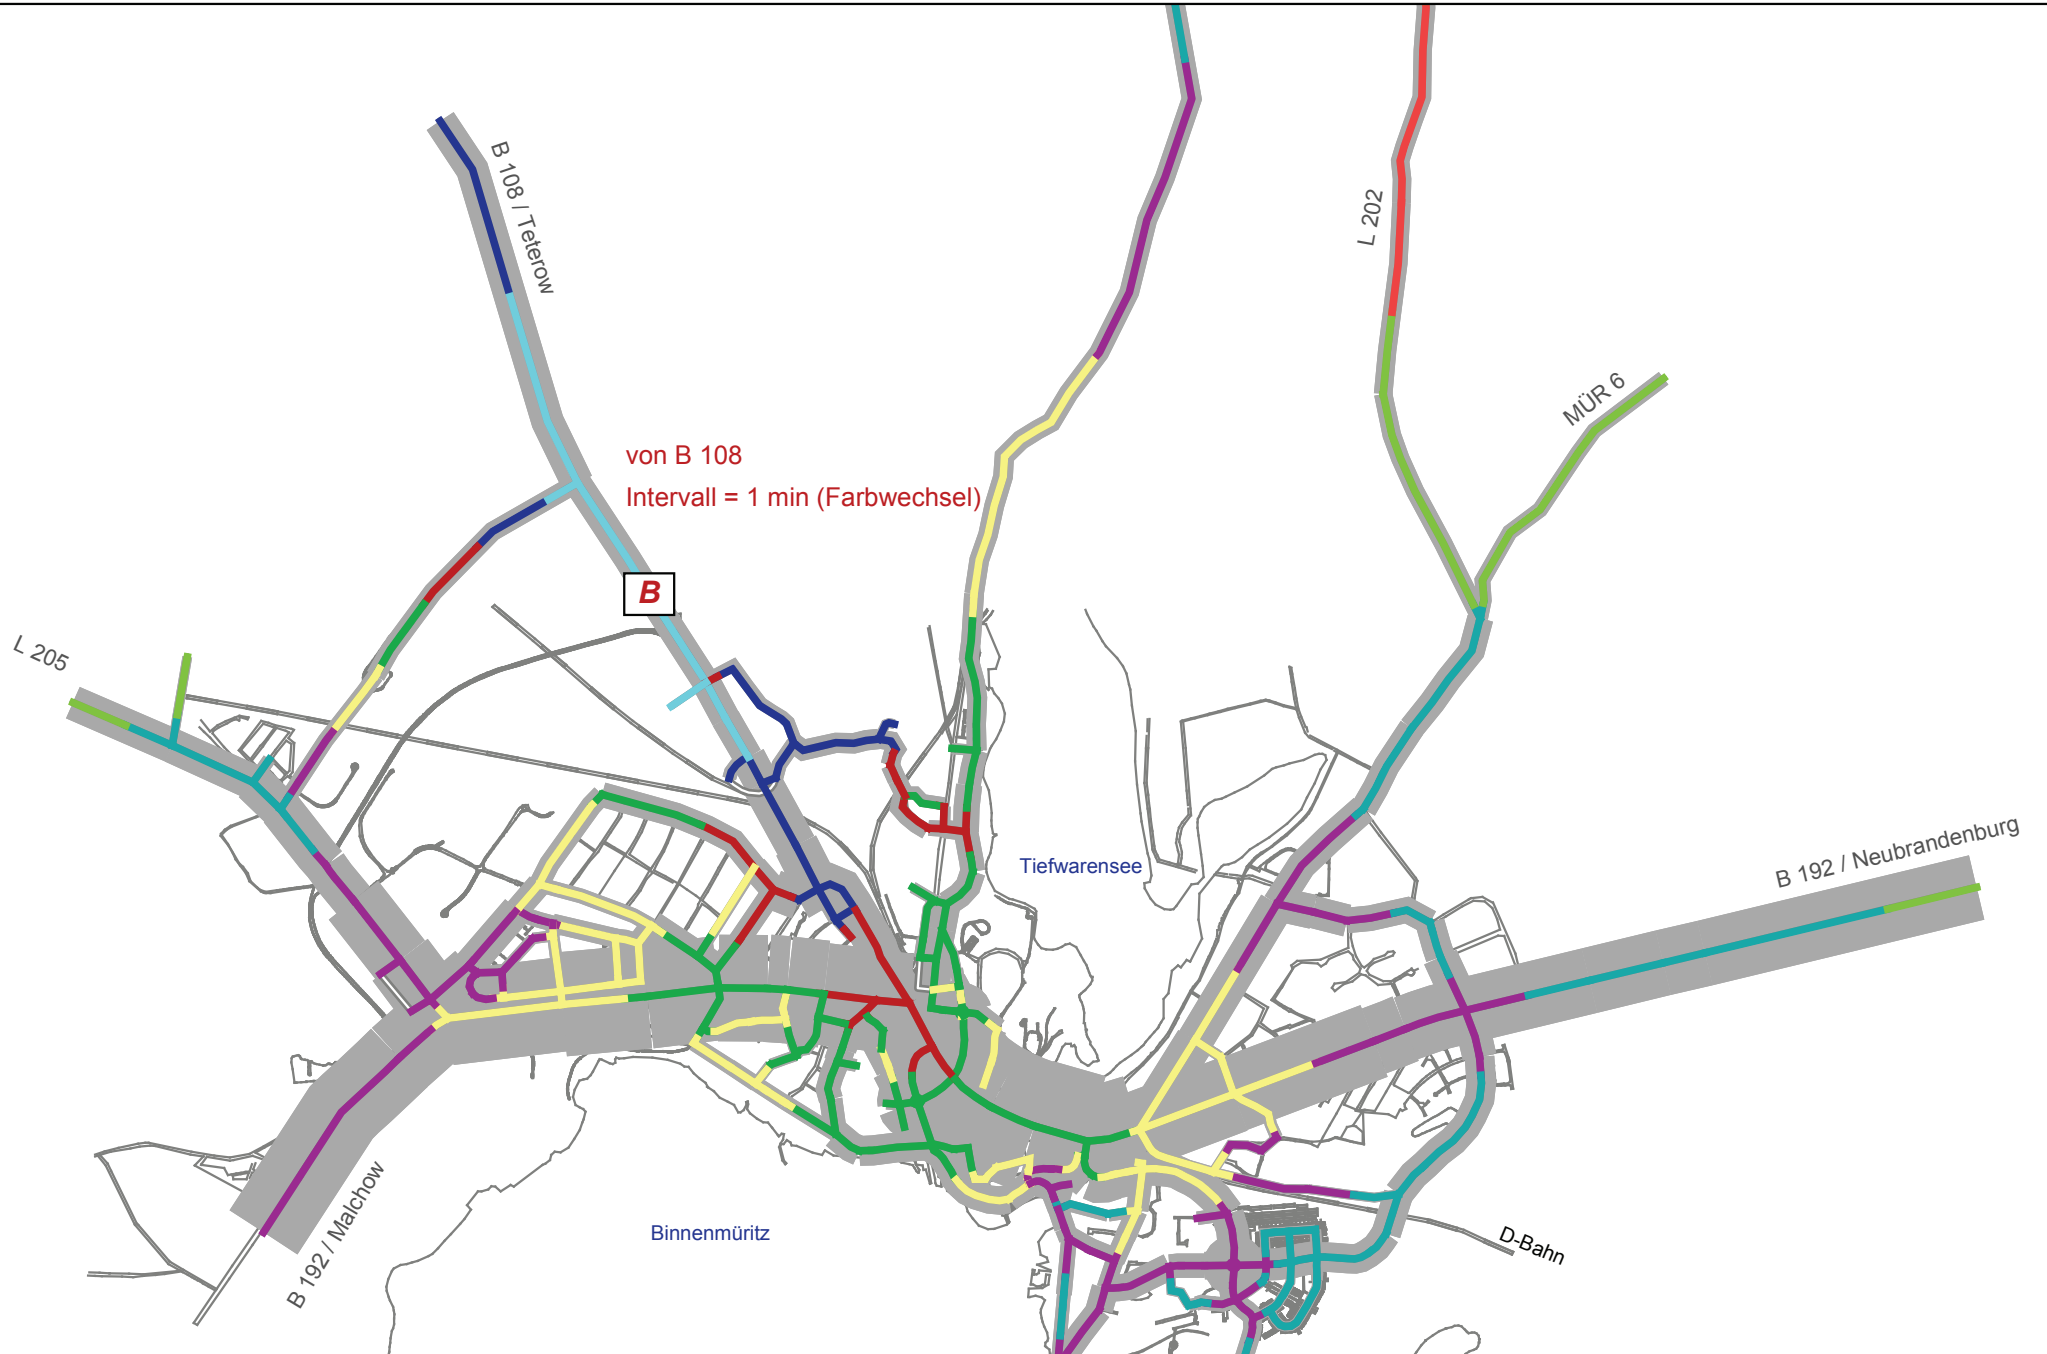 B 108 / Teterow
L 202
MÜR 6
von B 108
Intervall = 1 min (Farbwechsel)
B
L 205
Tiefwarensee
B 192 / Neubrandenburg
B 192 / Malchow
Binnenmüritz
D-Bahn